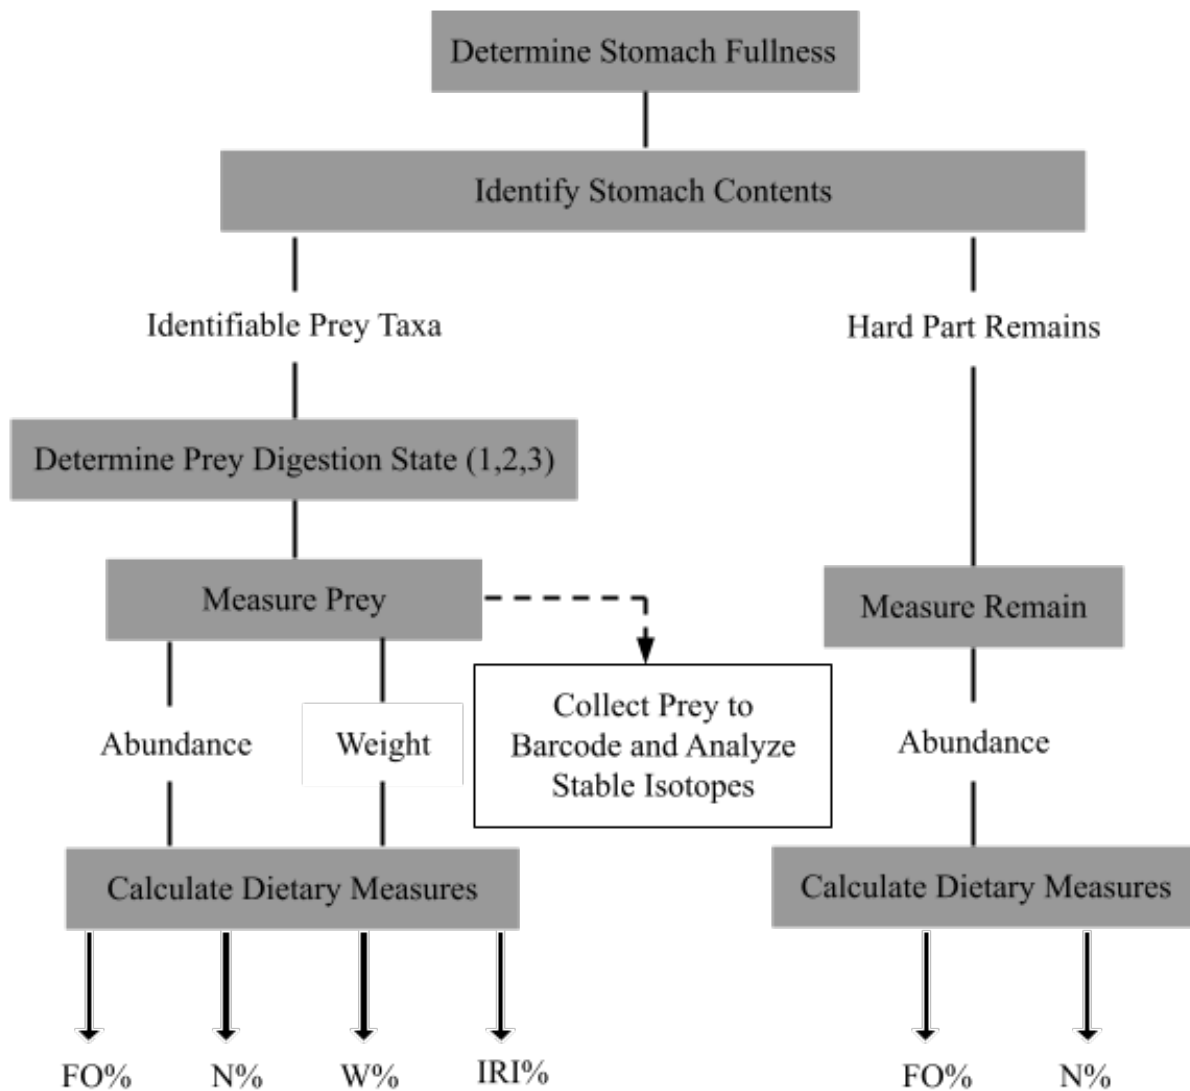 Determine Stomach Fullness
Identify Stomach Contents
Identifiable Prey Taxa
Hard Part Remains
Determine Prey Digestion State (1,2,3)
Measure Prey
Measure Remain
Abundance
Weight
Collect Prey to
Barcode and Analyze
Stable Isotopes
Abundance
Calculate Dietary Measures
Calculate Dietary Measures
FO%
N%
W%
IRI%
FO%
N%